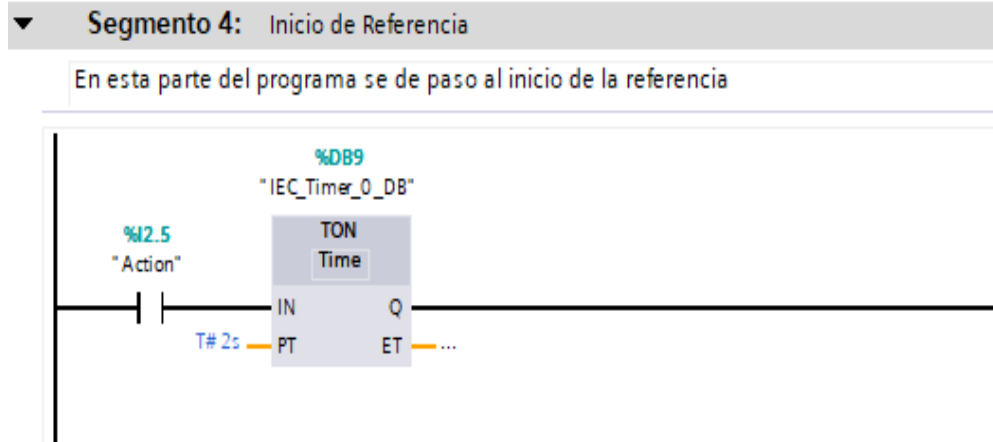 Segmento 4: Inicio de Referencia
En esta parte del programa se de paso al inicio de la referencia
%DB9
"IEC_Timer_0_DB"
%I2.5
"Action"
TON
Time
IN Q
T# 2s PT ET ...